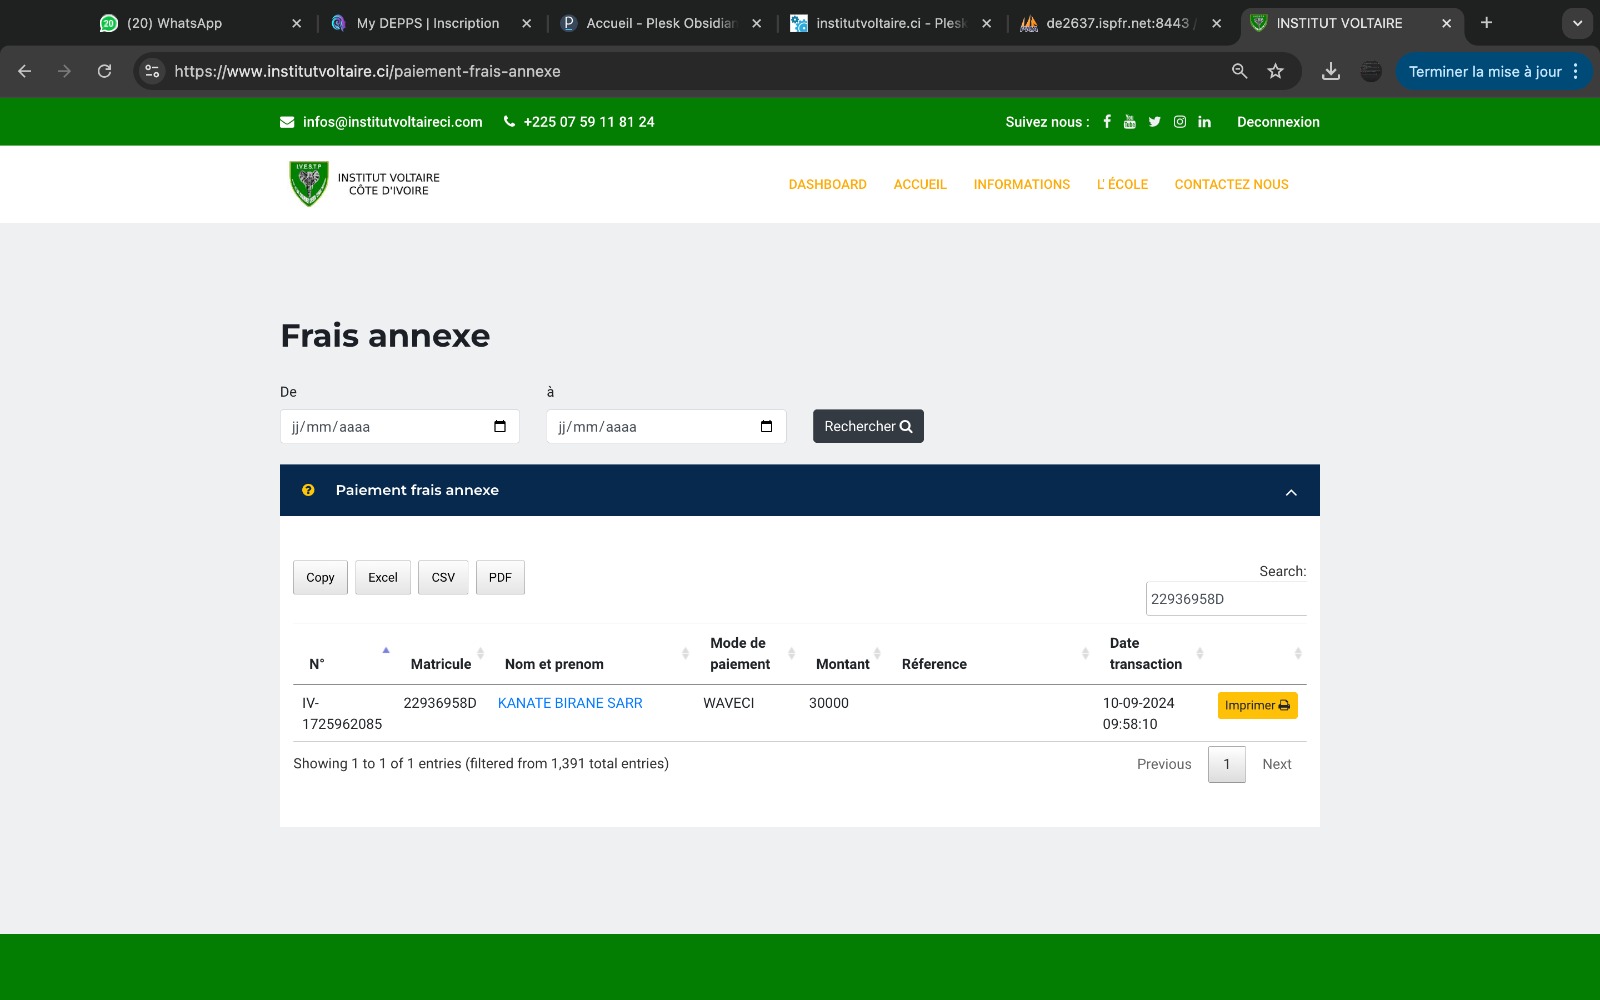 (20) WhatsApp
My DEPPS | Inscription
Accueil - Plesk Obsidian
institutvoltaire.ci - Plesk
de2637.ispfr.net:8443 /
INSTITUT VOLTAIRE
https://www.institutvoltaire.ci/paiement-frais-annexe
Terminer la mise à jour
infos@institutvoltaireci.com
+225 07 59 11 81 24
Suivez nous :
Deconnexion
I.V.E.S.T.P
INSTITUT VOLTAIRE
CÔTE D'IVOIRE
DASHBOARD
ACCUEIL
INFORMATIONS
L' ÉCOLE
CONTACTEZ NOUS
Frais annexe
De
à
jj/mm/aaaa
jj/mm/aaaa
Rechercher
Paiement frais annexe
Copy
Excel
CSV
PDF
Search:
22936958D
N°
Matricule
Nom et prenom
Mode de
paiement
Montant
Réference
Date
transaction
IV-
1725962085
22936958D
KANATE BIRANE SARR
WAVECI
30000
10-09-2024
09:58:10
Imprimer
Showing 1 to 1 of 1 entries (filtered from 1,391 total entries)
Previous
1
Next